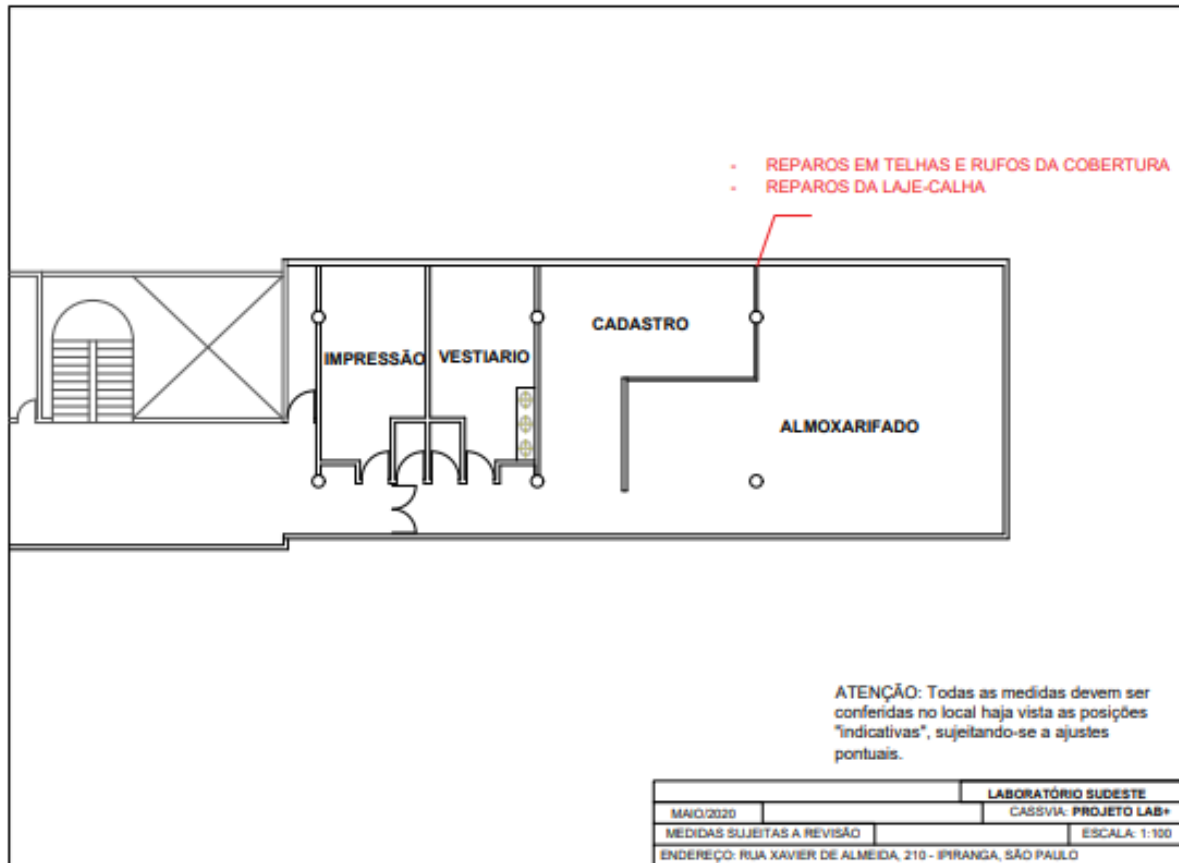 - REPAROS EM TELHAS E RUFOS DA COBERTURA
- REPAROS DA LAJE-CALHA
CADASTRO
IMPRESSÃO
VESTIARIO
ALMOXARIFADO
ATENÇÃO: Todas as medidas devem ser
conferidas no local haja vista as posições
"indicativas", sujeitando-se a ajustes
pontuais.
LABORATÓRIO SUDESTE
MAIO/2020
CASSVIA: PROJETO LAB+
MEDIDAS SUJEITAS A REVISÃO
ESCALA: 1:100
ENDEREÇO: RUA XAVIER DE ALMEIDA, 210 - IPIRANGA, SÃO PAULO